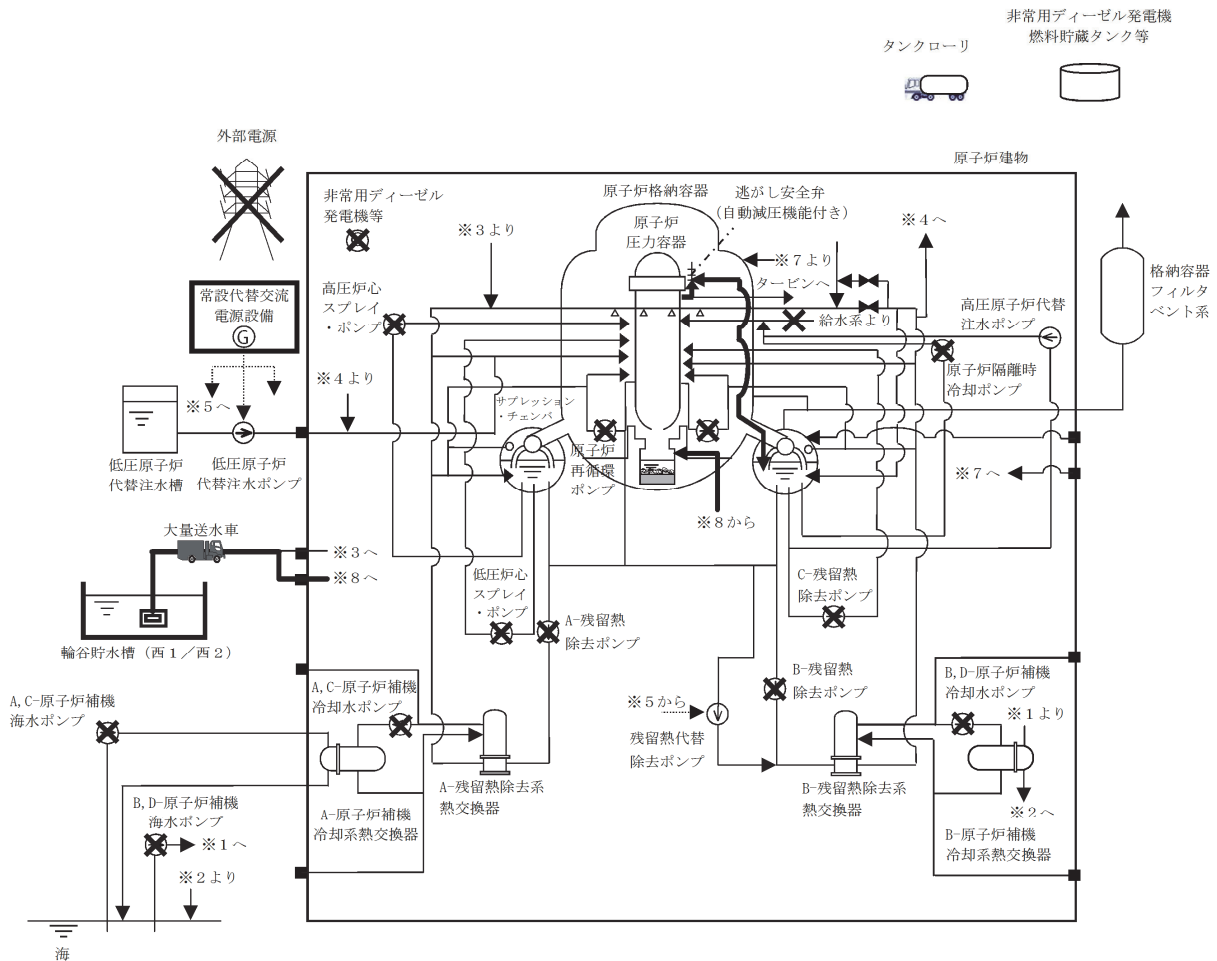 非常用ディーゼル発電機
燃料貯蔵タンク等
タンクローリ
外部電源
原子炉建物
非常用ディーゼル
発電機等
原子炉格納容器
逃がし安全弁
(自動減圧機能付き)
原子炉
圧力容器
※3より
※4へ
※7より
タービンへ
高圧炉心
スプレイ
・ポンプ
給水系より
高圧原子炉代替
注水ポンプ
格納容器
フィルタ
ベント系
常設代替交流
電源設備
G
※5へ
※4より
サプレッション
・チェンバ
原子炉隔離時
冷却ポンプ
低圧原子炉
代替注水槽
低圧原子炉
代替注水ポンプ
原子炉
再循環
ポンプ
※7へ
※8から
大量送水車
※3へ
※8へ
輪谷貯水槽(西1/西2)
低圧炉心
スプレイ
・ポンプ
A-残留熱
除去ポンプ
C-残留熱
除去ポンプ
B-残留熱
除去ポンプ
A,C-原子炉補機
海水ポンプ
A,C-原子炉補機
冷却水ポンプ
※5から
残留熱代替
除去ポンプ
B,D-原子炉補機
冷却水ポンプ
※1より
A-残留熱除去系
熱交換器
B-残留熱除去系
熱交換器
※2へ
B,D-原子炉補機
海水ポンプ
※1へ
A-原子炉補機
冷却系熱交換器
B-原子炉補機
冷却系熱交換器
※2より
海